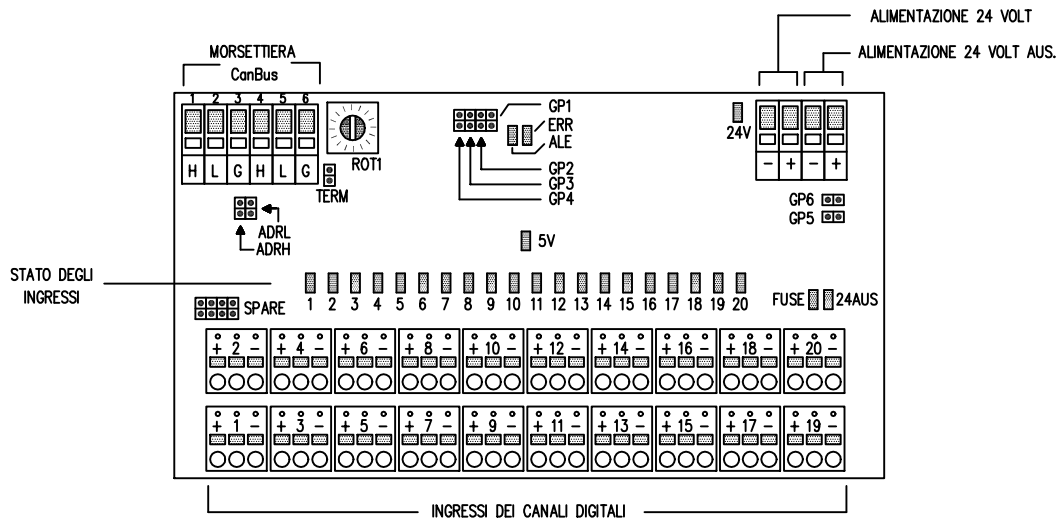 ALIMENTAZIONE 24 VOLT
ALIMENTAZIONE 24 VOLT AUS.
MORSETTIERA
CanBus
1 2 3 4 5 6
H L G H L G
ROT1
TERM
ADRL
ADRH
GP1
ERR
ALE
GP2
GP3
GP4
24V
- + - +
GP6
GP5
5V
STATO DEGLI
INGRESSI
1 2 3 4 5 6 7 8 9 10 11 12 13 14 15 16 17 18 19 20
FUSE
24AUS
SPARE
+ 2 - + 4 - + 6 - + 8 - + 10 - + 12 - + 14 - + 16 - + 18 - + 20 -
+ 1 - + 3 - + 5 - + 7 - + 9 - + 11 - + 13 - + 15 - + 17 - + 19 -
INGRESSI DEI CANALI DIGITALI